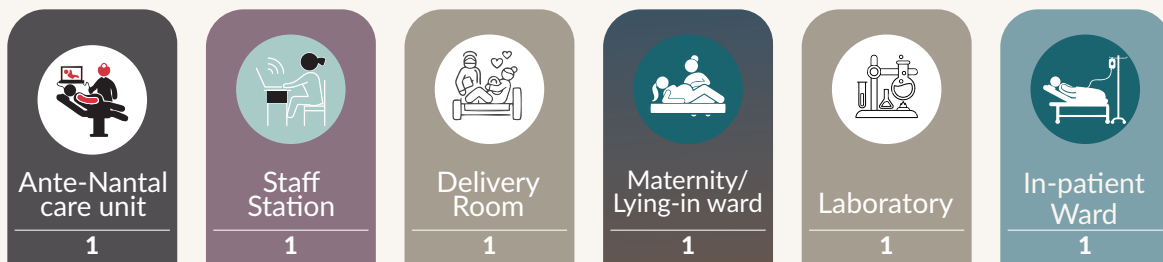 Ante-Nantal
care unit
1
Staff
Station
1
Delivery
Room
1
Maternity/
Lying-in ward
1
Laboratory
1
In-patient
Ward
1